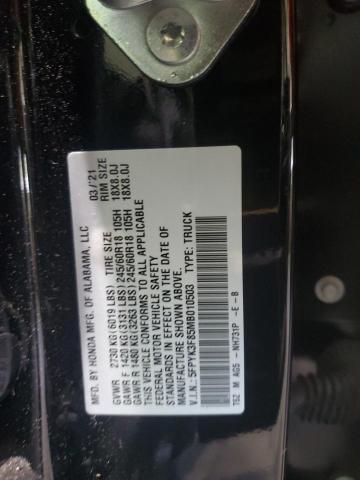 MFD. BY HONDA MFG. OF ALABAMA, LLC 03/21
TIRE SIZE RIM SIZE
GVWR 2730 KG(6019 LBS)
GAWR F 1420 KG(3131 LBS) 245/60R18 105H 18X8.0J
GAWR R 1480 KG(3263 LBS) 245/60R18 105H 18X8.0J
THIS VEHICLE CONFORMS TO ALL APPLICABLE
FEDERAL MOTOR VEHICLE SAFETY
STANDARDS IN EFFECT ON THE DATE OF
MANUFACTURE SHOWN ABOVE.
V.I.N.: 5FPYK3F85MB010503 TYPE: TRUCK
T6Z M AG5 - NH731P -E - B